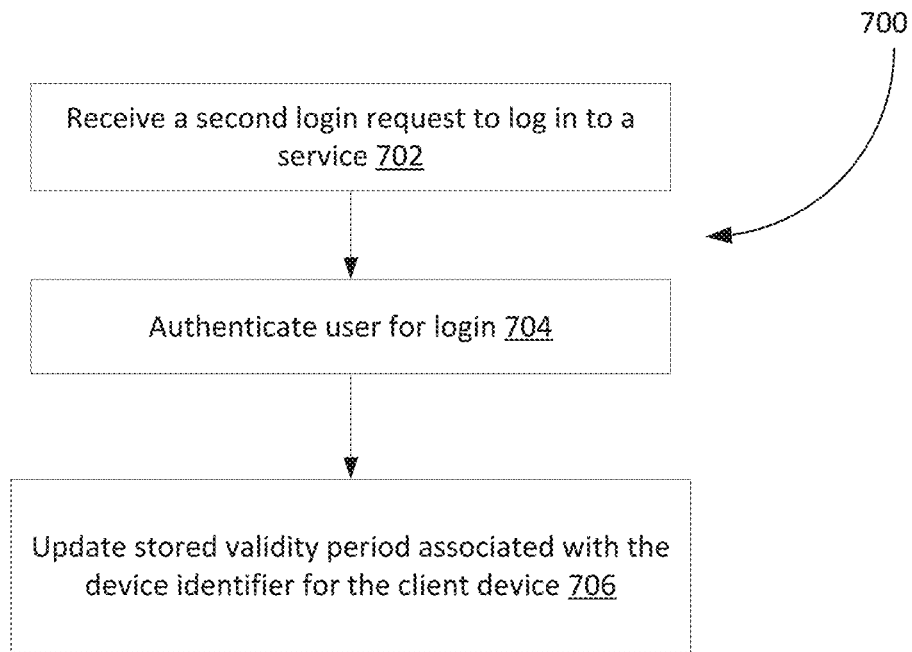 700
Receive a second login request to log in to a
service 702
Authenticate user for login 704
Update stored validity period associated with the
device identifier for the client device 706